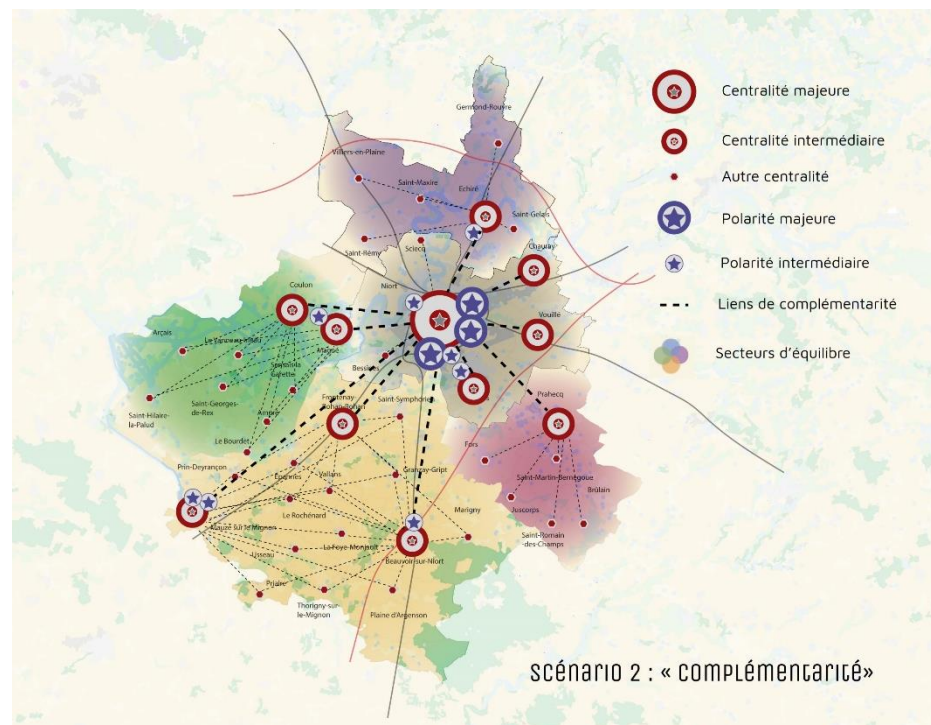 Centralité majeure
Centralité intermédiaire
Autre centralité
Polarité majeure
Polarité intermédiaire
Liens de complémentarité
Secteurs d'équilibre
Germond-Rouvre
Villiers-en-Plaine
Saint-Maxire
Echiré
Saint-Gelais
Saint-Rémy
Sciecq
Chauray
Niort
Coulon
Vouillé
Arçais
Magné
Bessines
Saint-Hilaire-
la-Palud
Saint-Georges-
de-Rex
Amuré
Frontenay-
Rohan-Rohan
Saint-Symphorien
Prahecq
Le Bourdet
Fors
Prin-Deyrançon
Granzay-Gript
Saint-Martin-Bernegoue
Epannes
Vallans
Brûlain
Juscorps
Marigny
Le Rochénard
Saint-Romain
-des-Champs
Mauzé sur le Mignon
La Foye-Monjault
Usseau
Beauvoir-sur-Niort
Priaire
Thorigny-sur
le-Mignon
Plaine d'Argenson
Scénario 2 : « Complémentarité»